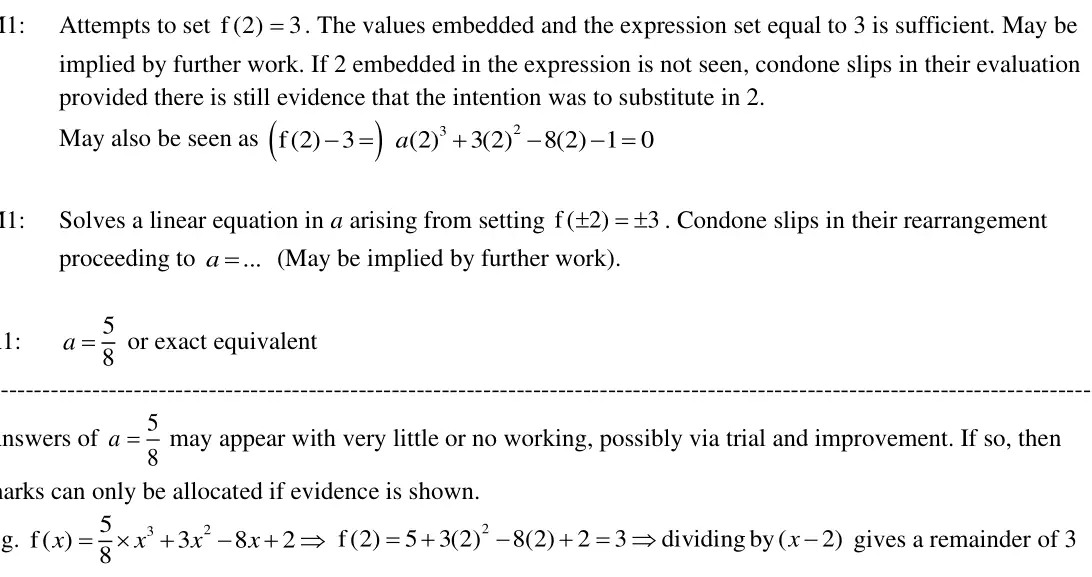 M1: Attempts to set f(2) = 3. The values embedded and the expression set equal to 3 is sufficient. May be
implied by further work. If 2 embedded in the expression is not seen, condone slips in their evaluation
provided there is still evidence that the intention was to substitute in 2.
May also be seen as (f(2) − 3 =) a(2)³ + 3(2)² − 8(2) − 1 = 0
M1: Solves a linear equation in a arising from setting f(±2) = ±3. Condone slips in their rearrangement
proceeding to a = ... (May be implied by further work).
1: a = 5/8 or exact equivalent
nswers of a = 5/8 may appear with very little or no working, possibly via trial and improvement. If so, then
arks can only be allocated if evidence is shown.
g. f(x) = 5/8 × x³ + 3x² − 8x + 2 ⇒ f(2) = 5 + 3(2)² − 8(2) + 2 = 3 ⇒ dividing by (x − 2) gives a remainder of 3